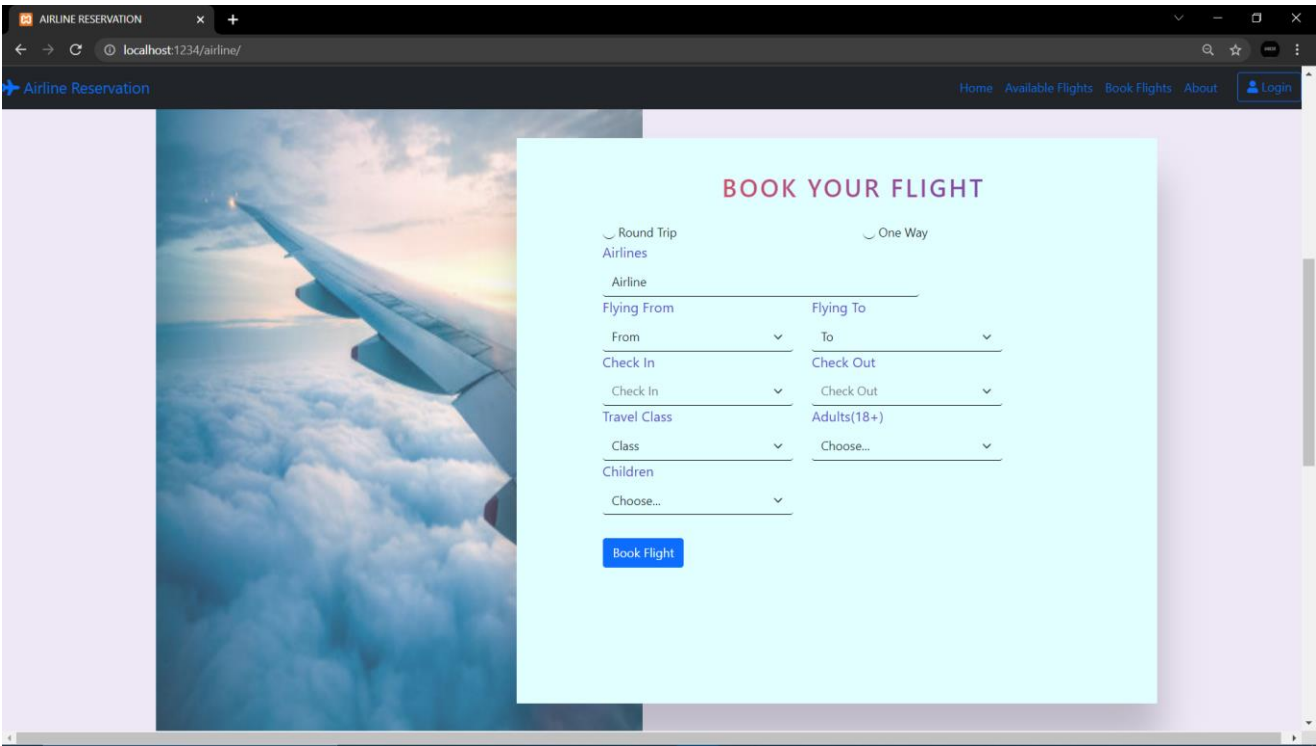 AIRLINE RESERVATION
localhost:1234/airline/
Airline Reservation Home Available Flights Book Flights About Login
BOOK YOUR FLIGHT
Round Trip One Way
Airlines
Airline
Flying From Flying To
From To
Check In Check Out
Check In Check Out
Travel Class Adults(18+)
Class Choose...
Children
Choose...
Book Flight